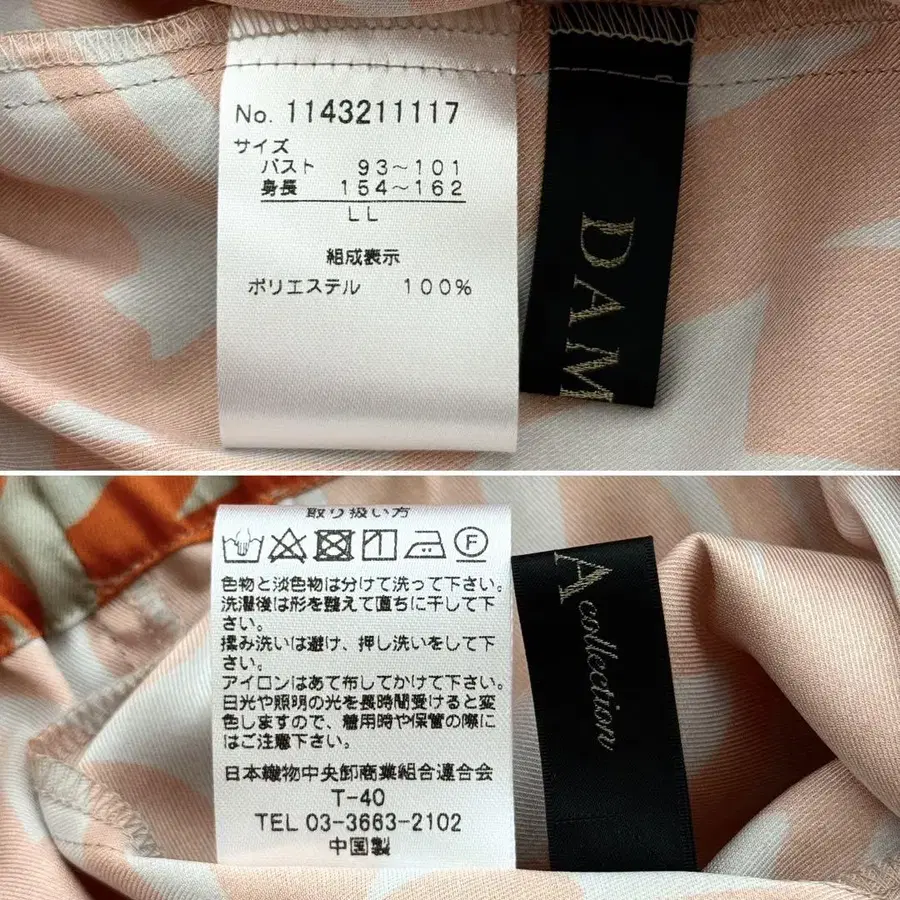 No. 1143211117
サイズ
バスト 93～101
身長 154～162
LL
組成表示
ポリエステル 100%
DAM
取り扱い方
色物と淡色物は分けて洗って下さい。
洗濯後は形を整えて直ちに干して下
さい。
揉み洗いは避け、押し洗いをして下
さい。
アイロンはあて布してかけて下さい。
日光や照明の光を長時間受けると変
色しますので、着用時や保管の際に
はご注意下さい。
日本織物中央卸商業組合連合会
T-40
TEL 03-3663-2102
中国製
A collection